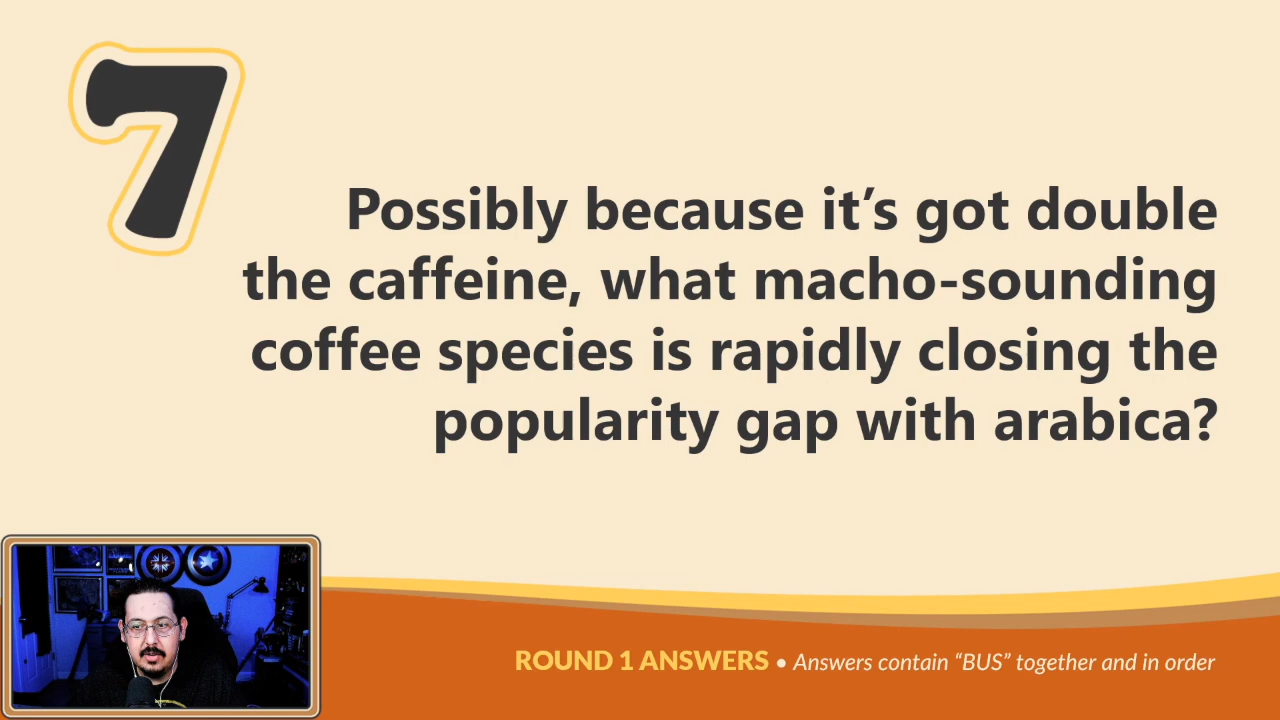 7
Possibly because it’s got double
the caffeine, what macho-sounding
coffee species is rapidly closing the
popularity gap with arabica?
ROUND 1 ANSWERS • Answers contain “BUS” together and in order